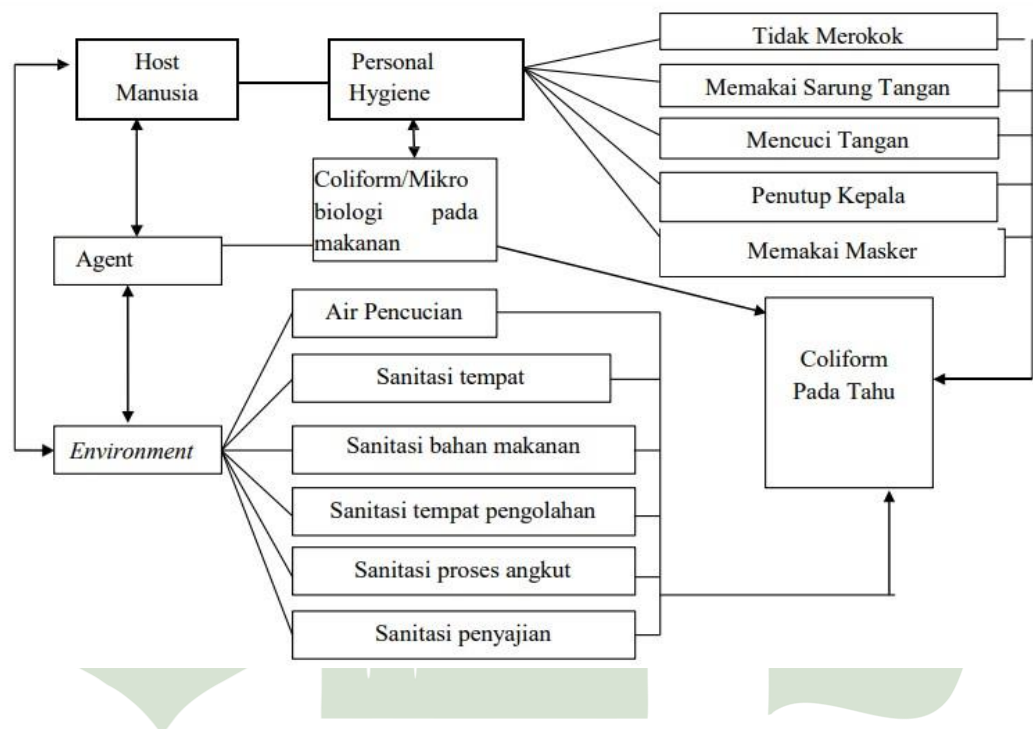 Host
Manusia
Personal
Hygiene
Tidak Merokok
Memakai Sarung Tangan
Mencuci Tangan
Penutup Kepala
Memakai Masker
Coliform/Mikro
biologi pada
makanan
Agent
Air Pencucian
Sanitasi tempat
Coliform
Pada Tahu
Environment
Sanitasi bahan makanan
Sanitasi tempat pengolahan
Sanitasi proses angkut
Sanitasi penyajian